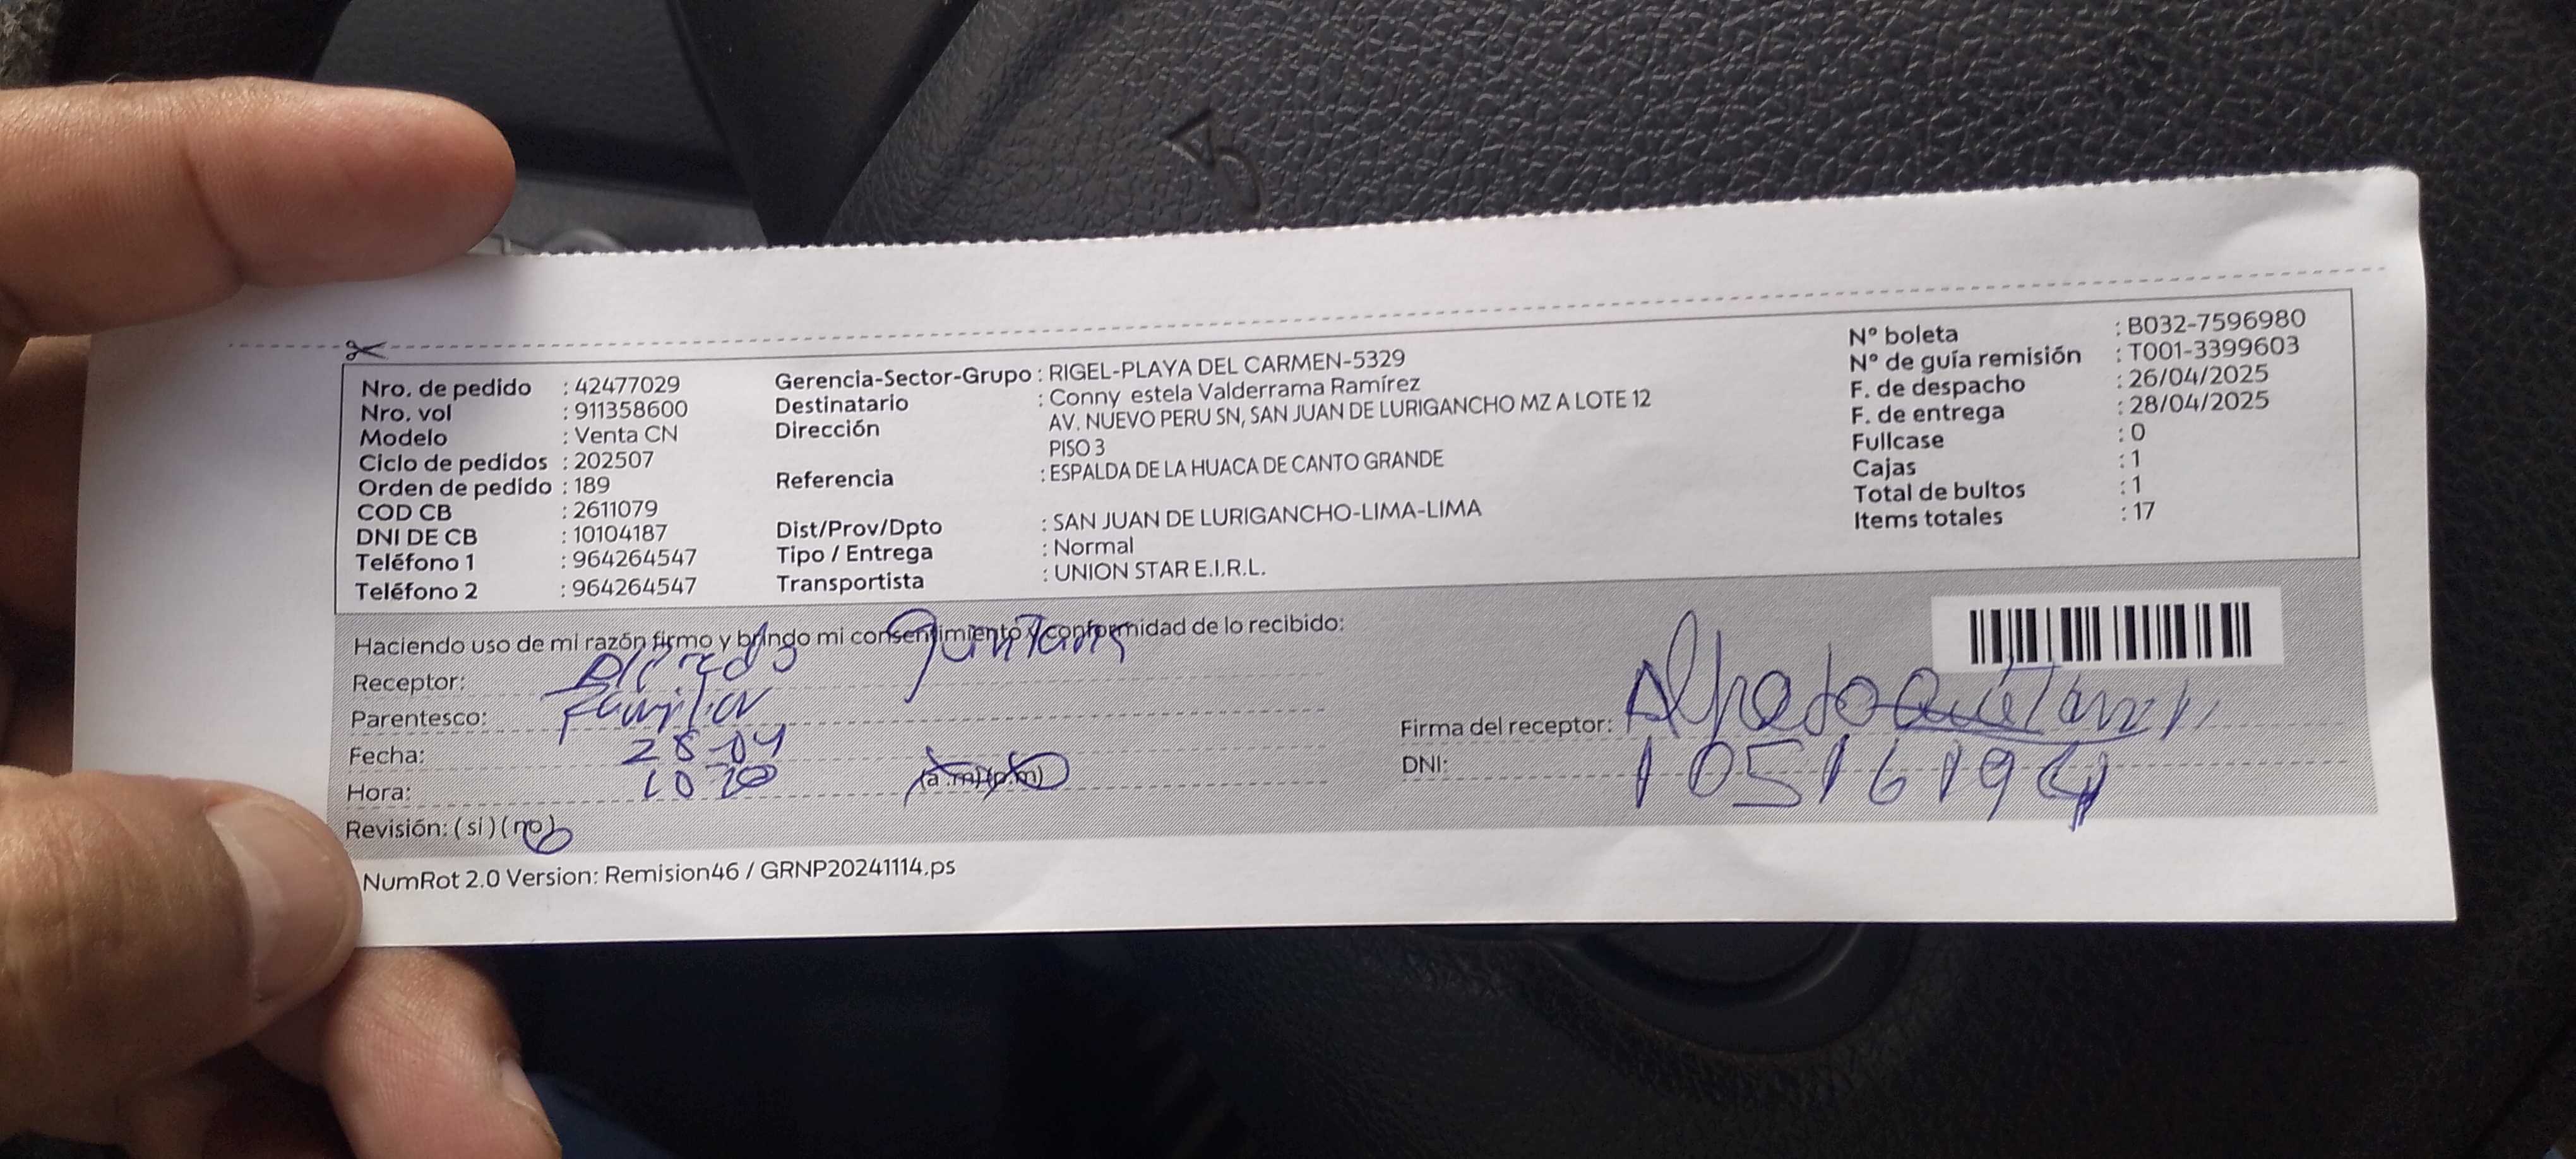 Nro. de pedido : 42477029
Nro. vol : 911358600
Modelo : Venta CN
Ciclo de pedidos : 202507
Orden de pedido : 189
COD CB : 2611079
DNI DE CB : 10104187
Teléfono 1 : 964264547
Teléfono 2 : 964264547
Gerencia-Sector-Grupo : RIGEL-PLAYA DEL CARMEN-5329
Destinatario : Conny estela Valderrama Ramírez
Dirección AV. NUEVO PERU SN, SAN JUAN DE LURIGANCHO MZ A LOTE 12
PISO 3
Referencia : ESPALDA DE LA HUACA DE CANTO GRANDE
Dist/Prov/Dpto : SAN JUAN DE LURIGANCHO-LIMA-LIMA
Tipo / Entrega : Normal
Transportista : UNION STAR E.I.R.L.
N° boleta : B032-7596980
N° de guía remisión : T001-3399603
F. de despacho : 26/04/2025
F. de entrega : 28/04/2025
Fullcase : 0
Cajas : 1
Total de bultos : 1
Items totales : 17
Haciendo uso de mi razón firmo y brindo mi consentimiento y conformidad de lo recibido:
Receptor: Alfredo Quintana
Parentesco: Familiar
Fecha: 28-04
Hora: 10 20 (a.m)(p.m)
Revisión: (si) (no)
Firma del receptor: Alfredo
DNI: 10516194
NumRot 2.0 Version: Remision46 / GRNP20241114.ps